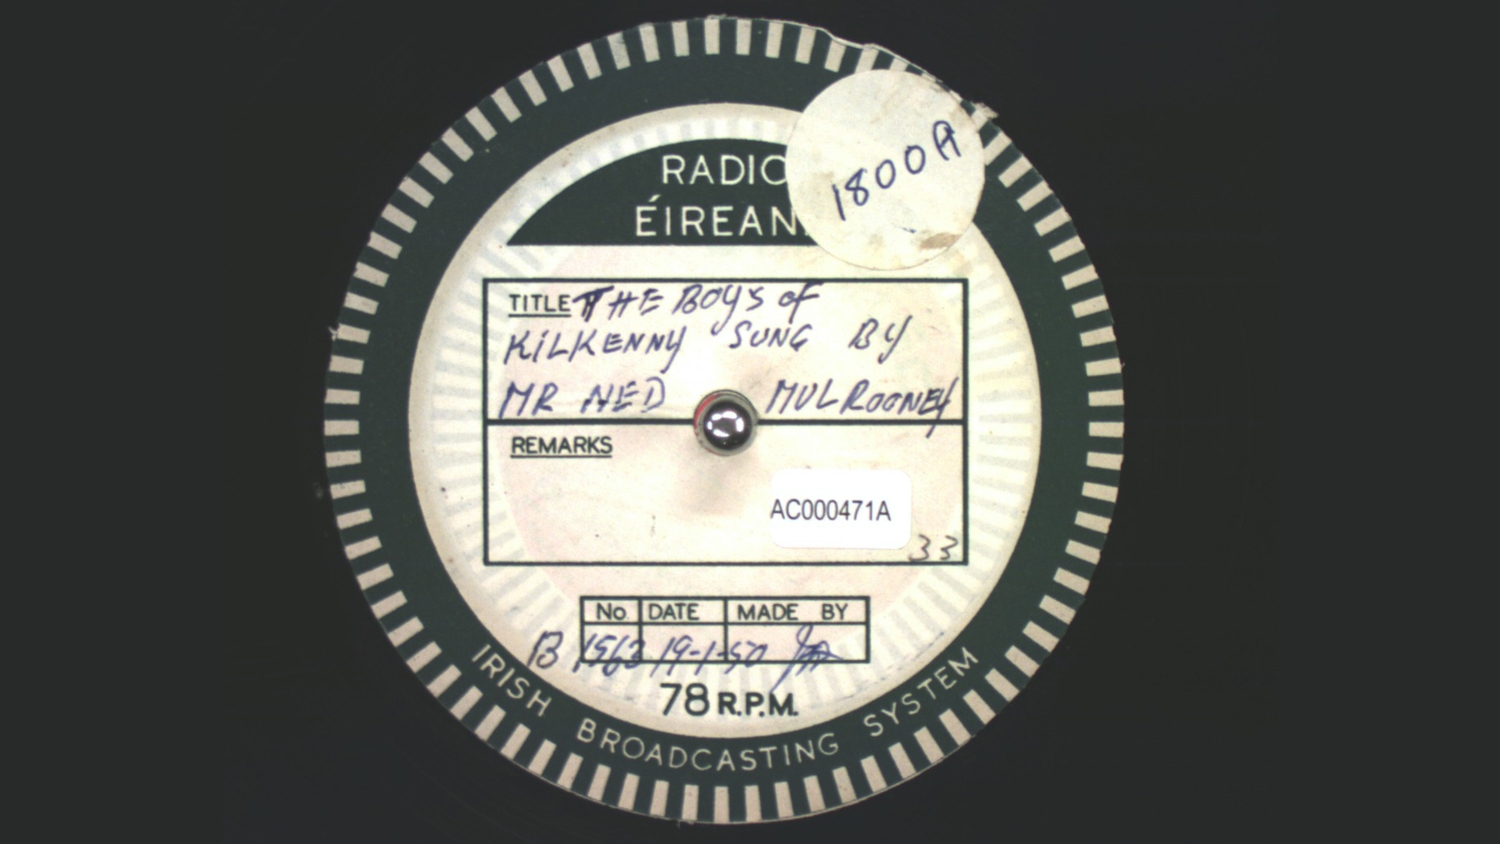 RADIO
ÉIREAN
1800A
TITLE THE BOYS of
KILKENNY SUNG BY
MR NED MULROONEY
REMARKS
AC000471A
33
No DATE MADE BY
B 1563 19-1-50
78 R.P.M.
IRISH BROADCASTING SYSTEM